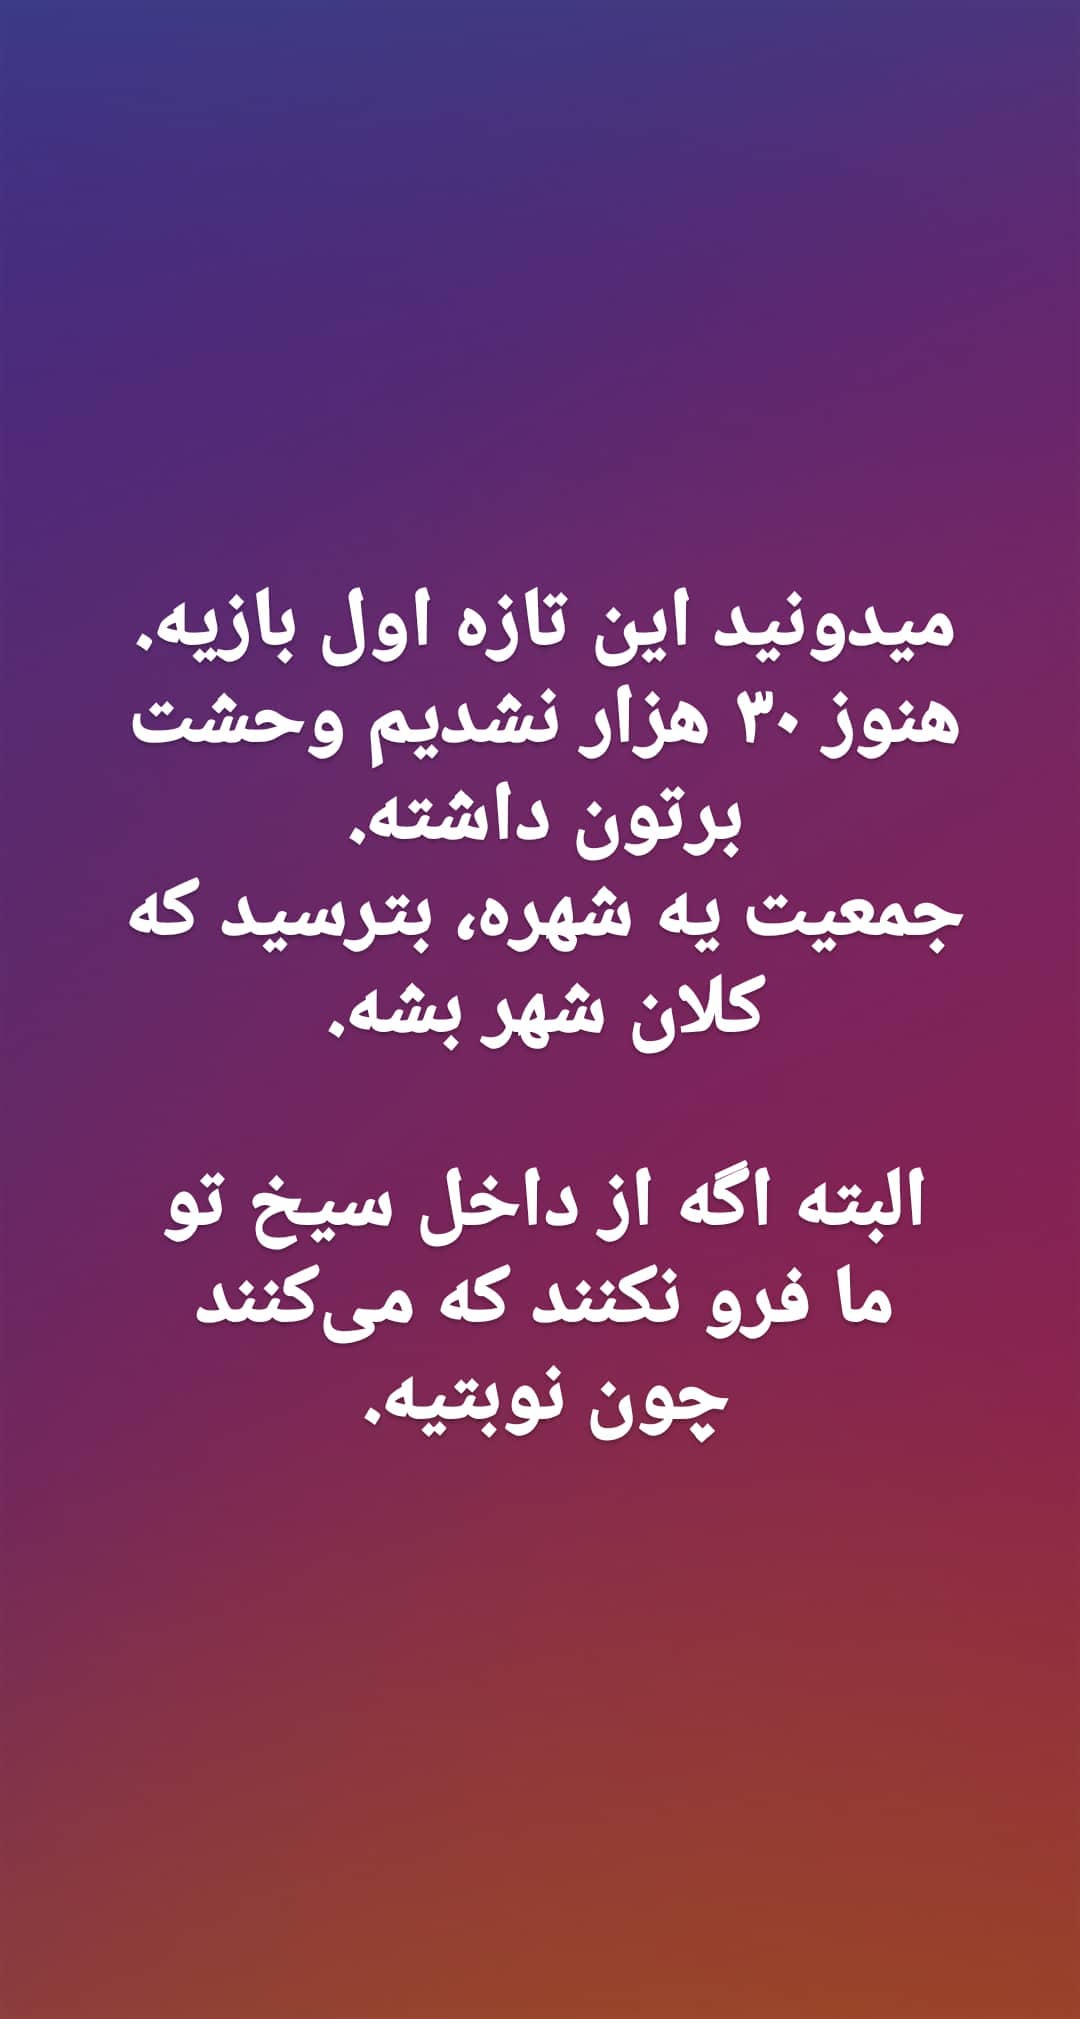 میدونید این تازه اول بازیه.
هنوز ۳۰ هزار نشدیم وحشت
برتون داشته.
جمعیت یه شهره، بترسید که
کلان شهر بشه.
البته اگه از داخل سیخ تو
ما فرو نکنند که می‌کنند
چون نوبتیه.